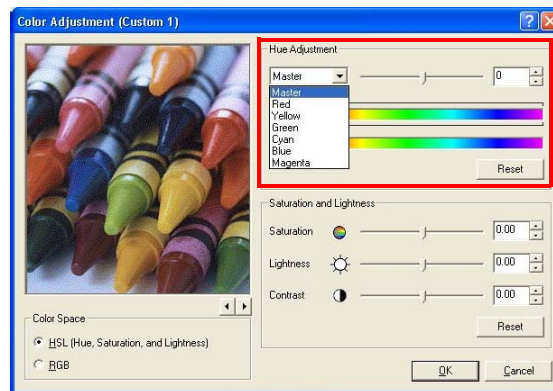 Color Adjustment (Custom 1)
Hue Adjustment
Master 0
Master
Red
Yellow
Green
Cyan
Blue
Magenta
Reset
Saturation and Lightness
Saturation 0.00
Lightness 0.00
Contrast 0.00
Reset
Color Space
HSL (Hue, Saturation, and Lightness)
RGB
OK Cancel